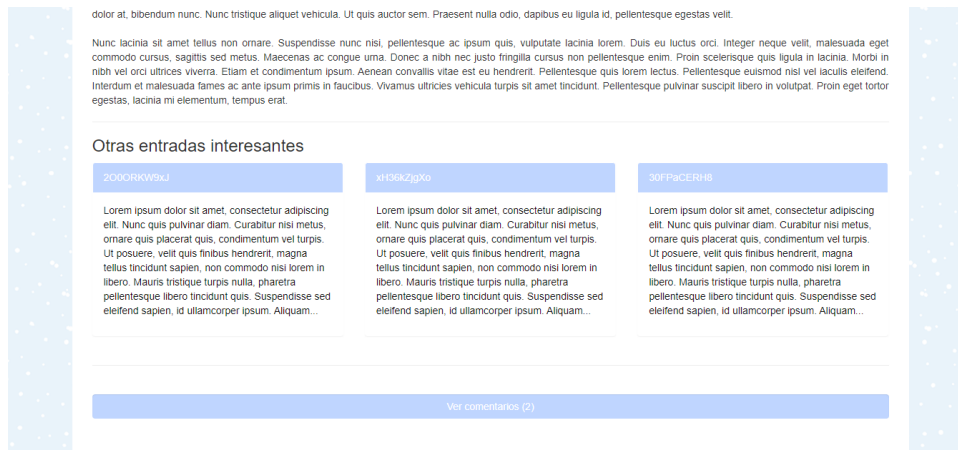 dolor at, bibendum nunc. Nunc tristique aliquet vehicula. Ut quis auctor sem. Praesent nulla odio, dapibus eu ligula id, pellentesque egestas velit.
Nunc lacinia sit amet tellus non ornare. Suspendisse nunc nisi, pellentesque ac ipsum quis, vulputate lacinia lorem. Duis eu luctus orci. Integer neque velit, malesuada eget
commodo cursus, sagittis sed metus. Maecenas ac congue urna. Donec a nibh nec justo fringilla cursus non pellentesque enim. Proin scelerisque quis ligula in lacinia. Morbi in
nibh vel orci ultrices viverra. Etiam et condimentum ipsum. Aenean convallis vitae est eu hendrerit. Pellentesque quis lorem lectus. Pellentesque euismod nisl vel iaculis eleifend.
Interdum et malesuada fames ac ante ipsum primis in faucibus. Vivamus ultricies vehicula turpis sit amet tincidunt. Pellentesque pulvinar suscipit libero in volutpat. Proin eget tortor
egestas, lacinia mi elementum, tempus erat.
Otras entradas interesantes
2O0ORKW9xJ
Lorem ipsum dolor sit amet, consectetur adipiscing
elit. Nunc quis pulvinar diam. Curabitur nisi metus,
ornare quis placerat quis, condimentum vel turpis.
Ut posuere, velit quis finibus hendrerit, magna
tellus tincidunt sapien, non commodo nisi lorem in
libero. Mauris tristique turpis nulla, pharetra
pellentesque libero tincidunt quis. Suspendisse sed
eleifend sapien, id ullamcorper ipsum. Aliquam...
xH36kZjgXo
Lorem ipsum dolor sit amet, consectetur adipiscing
elit. Nunc quis pulvinar diam. Curabitur nisi metus,
ornare quis placerat quis, condimentum vel turpis.
Ut posuere, velit quis finibus hendrerit, magna
tellus tincidunt sapien, non commodo nisi lorem in
libero. Mauris tristique turpis nulla, pharetra
pellentesque libero tincidunt quis. Suspendisse sed
eleifend sapien, id ullamcorper ipsum. Aliquam...
30FPaCERH8
Lorem ipsum dolor sit amet, consectetur adipiscing
elit. Nunc quis pulvinar diam. Curabitur nisi metus,
ornare quis placerat quis, condimentum vel turpis.
Ut posuere, velit quis finibus hendrerit, magna
tellus tincidunt sapien, non commodo nisi lorem in
libero. Mauris tristique turpis nulla, pharetra
pellentesque libero tincidunt quis. Suspendisse sed
eleifend sapien, id ullamcorper ipsum. Aliquam...
Ver comentarios (2)